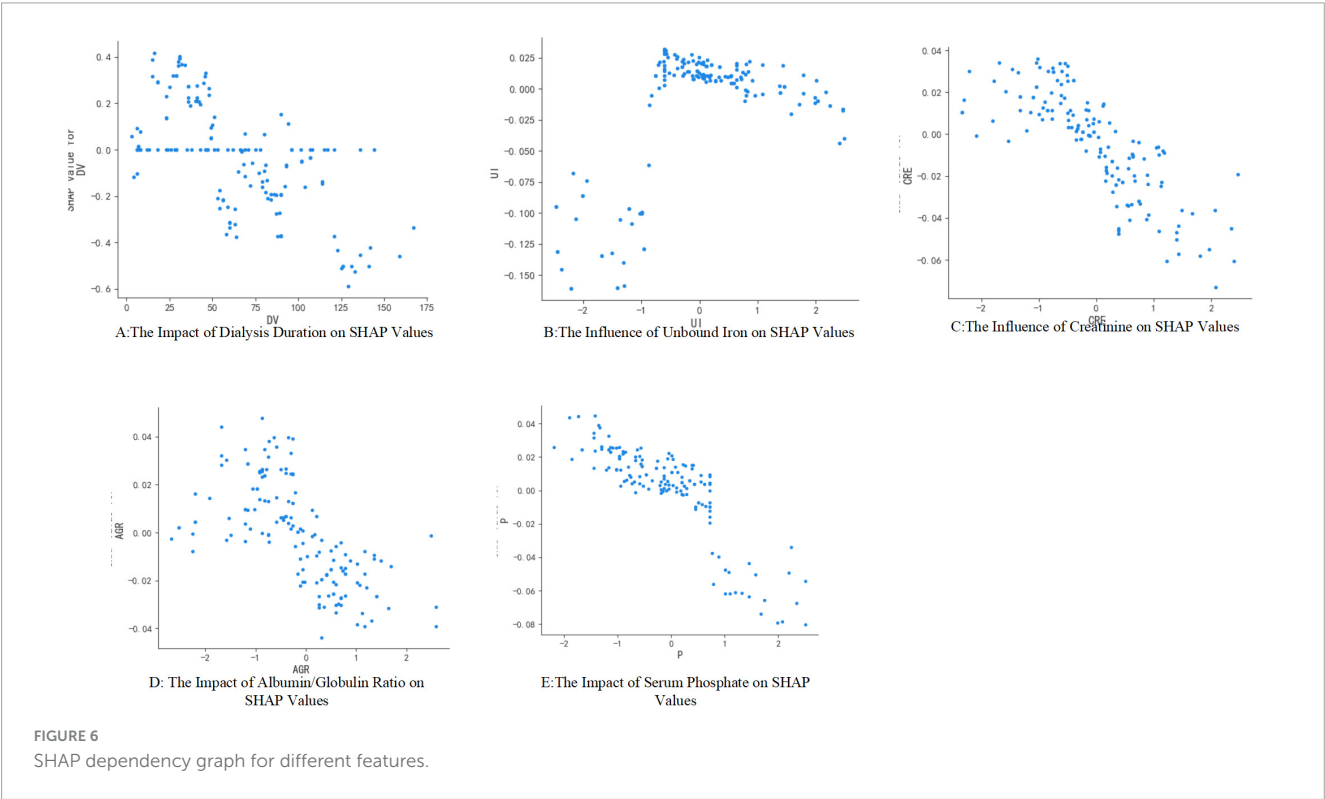 0.4
0.2
0.0
-0.2
-0.4
-0.6
DV
0 25 50 75 100 125 150 175
DV
A:The Impact of Dialysis Duration on SHAP Values
0.025
0.000
-0.025
-0.050
-0.075
-0.100
-0.125
-0.150
UI
-2 -1 0 1 2
UI
B:The Influence of Unbound Iron on SHAP Values
0.04
0.02
0.00
-0.02
-0.04
-0.06
CRE
-2 -1 0 1 2
CRE
C:The Influence of Creatinine on SHAP Values
0.04
0.02
0.00
-0.02
-0.04
AGR
-2 -1 0 1 2
AGR
D: The Impact of Albumin/Globulin Ratio on
SHAP Values
0.04
0.02
0.00
-0.02
-0.04
-0.06
-0.08
P
-2 -1 0 1 2
P
E:The Impact of Serum Phosphate on SHAP
Values
FIGURE 6
SHAP dependency graph for different features.